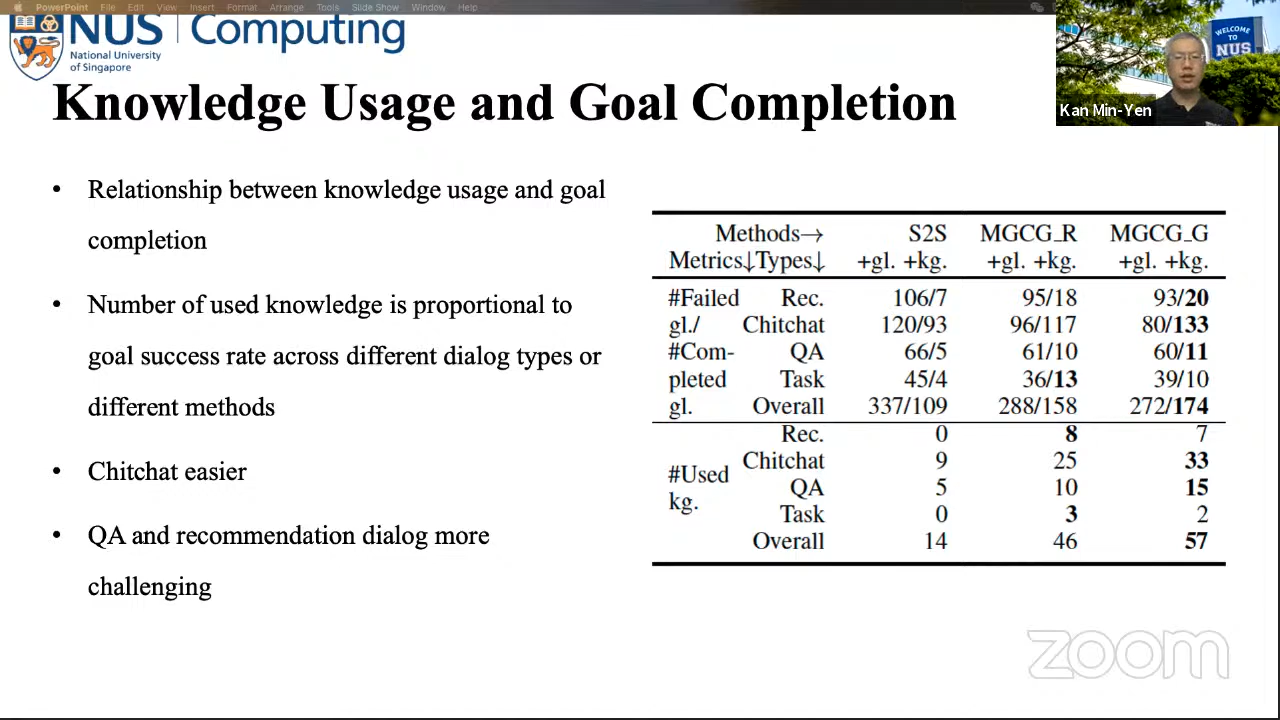 PowerPoint File Edit View Insert Format Arrange Tools Slide Show Window Help
NUS Computing
National University
of Singapore
WELCOME
TO
NUS
Kan Min-Yen
Knowledge Usage and Goal Completion
• Relationship between knowledge usage and goal
completion
• Number of used knowledge is proportional to
goal success rate across different dialog types or
different methods
• Chitchat easier
• QA and recommendation dialog more
challenging
Methods→ S2S MGCG_R MGCG_G
Metrics↓Types↓ +gl. +kg. +gl. +kg. +gl. +kg.
#Failed Rec. 106/7 95/18 93/20
gl./ Chitchat 120/93 96/117 80/133
#Com- QA 66/5 61/10 60/11
pleted Task 45/4 36/13 39/10
gl. Overall 337/109 288/158 272/174
Rec. 0 8 7
#Used Chitchat 9 25 33
kg. QA 5 10 15
Task 0 3 2
Overall 14 46 57
zoom